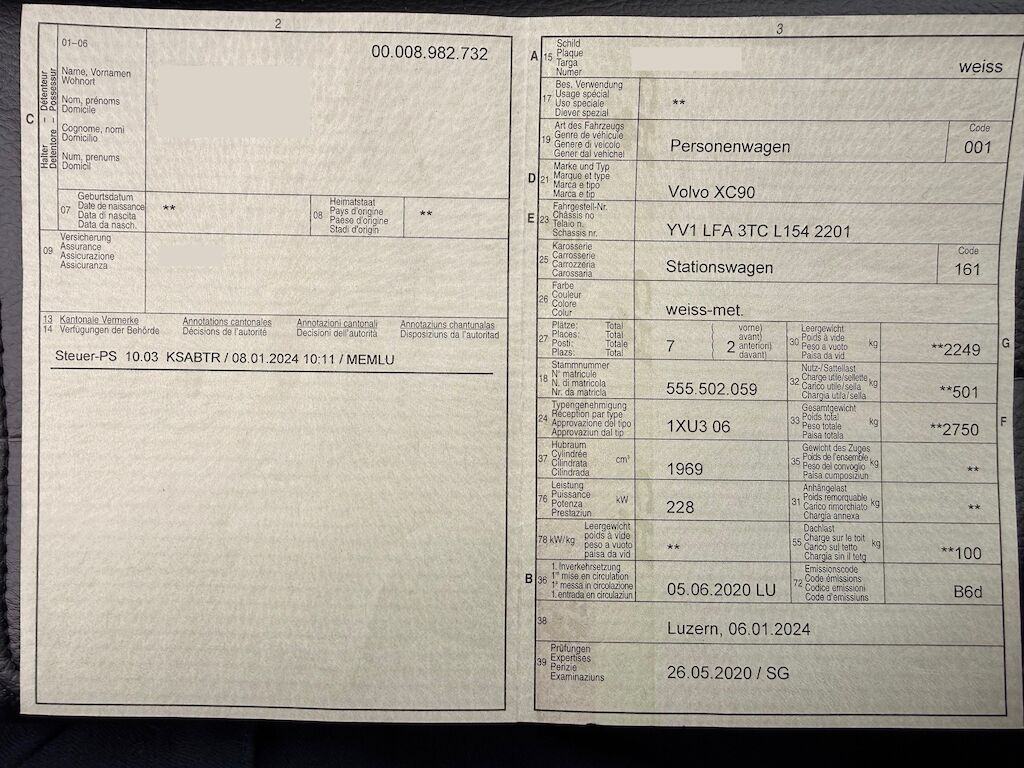 2
01-06
00.008.982.732
C
Halter – Détenteur
Detentore – Possessur
Name, Vornamen
Wohnort
Nom, prénoms
Domicile
Cognome, nomi
Domicilio
Num, prenums
Domicil
07
Geburtsdatum
Date de naissance
Data di nascita
Data da nasch.
**
08
Heimatstaat
Pays d'origine
Paese d'origine
Stadi d'origin
**
09
Versicherung
Assurance
Assicurazione
Assicuranza
13 Kantonale Vermerke Annotations cantonales Annotazioni cantonali Annotaziuns chantunalas
14 Verfügungen der Behörde Décisions de l'autorité Decisioni dell'autorità Disposiziuns da l'autoritad
Steuer-PS 10.03 KSABTR / 08.01.2024 10:11 / MEMLU
3
A 15
Schild
Plaque
Targa
Numer
weiss
17
Bes. Verwendung
Usage spécial
Uso speciale
Diever spezial
**
19
Art des Fahrzeugs
Genre de véhicule
Genere di veicolo
Gener dal vehichel
Personenwagen
Code
001
D 21
Marke und Typ
Marque et type
Marca e tipo
Marca e tip
Volvo XC90
E 23
Fahrgestell-Nr.
Châssis no
Telaio n.
Schassis nr.
YV1 LFA 3TC L154 2201
25
Karosserie
Carrosserie
Carrozzeria
Carossaria
Stationswagen
Code
161
26
Farbe
Couleur
Colore
Colur
weiss-met.
27
Plätze: Total
Places: Total
Posti: Totale
Plazs: Total
7
2
vorne)
avant)
anteriori)
davant)
30
Leergewicht
Poids à vide
Peso a vuoto
Paisa da vid
kg
**2249
G
18
Stammnummer
N° matricule
N. di matricola
Nr. da matricla
555.502.059
32
Nutz-/Sattellast
Charge utile/sellette
Carico utile/sella
Chargia utila/sella
kg
**501
24
Typengenehmigung
Réception par type
Approvazione del tipo
Approvaziun dal tip
1XU3 06
33
Gesamtgewicht
Poids total
Peso totale
Paisa totala
kg
**2750
F
37
Hubraum
Cylindrée
Cilindrata
Cilindrada
cm³
1969
35
Gewicht des Zuges
Poids de l'ensemble
Peso del convoglio
Paisa cumposiziun
kg
**
76
Leistung
Puissance
Potenza
Prestaziun
kW
228
31
Anhängelast
Poids remorquable
Carico rimorchiato
Chargia annexa
kg
**
78 kW/kg
Leergewicht
poids à vide
peso a vuoto
paisa da vid
**
55
Dachlast
Charge sur le toit
Carico sul tetto
Chargia sin il tetg
kg
**100
B 36
1. Inverkehrsetzung
1re mise en circulation
1a messa in circolazione
1. entrada en circulaziun
05.06.2020 LU
72
Emissionscode
Code émissions
Codice emissioni
Code d'emissiuns
B6d
38
Luzern, 06.01.2024
39
Prüfungen
Expertises
Perizie
Examinaziuns
26.05.2020 / SG